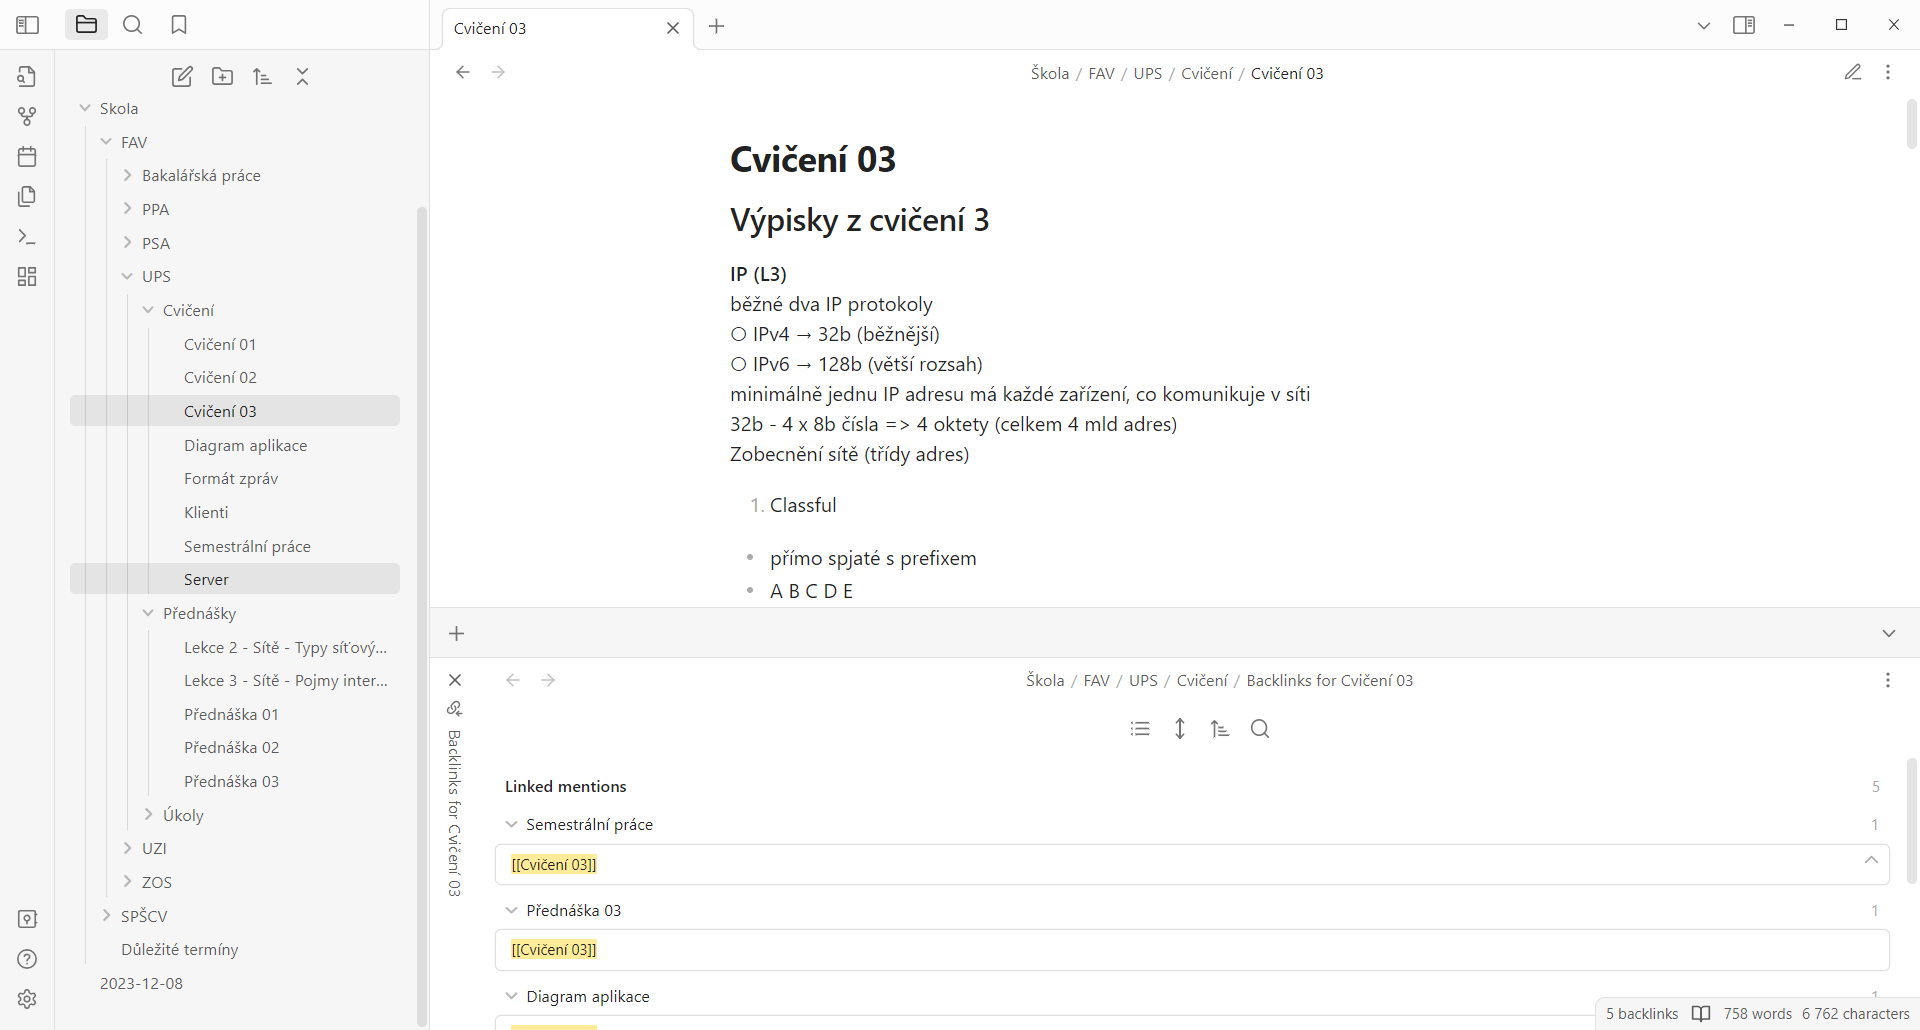 Cvičení 03
Skola
FAV
Bakalářská práce
PPA
PSA
UPS
Cvičení
Cvičení 01
Cvičení 02
Cvičení 03
Diagram aplikace
Formát zpráv
Klienti
Semestrální práce
Server
Přednášky
Lekce 2 - Sítě - Typy síťový...
Lekce 3 - Sítě - Pojmy inter...
Přednáška 01
Přednáška 02
Přednáška 03
Úkoly
UZI
ZOS
SPŠCV
Důležité termíny
2023-12-08
Škola / FAV / UPS / Cvičení / Cvičení 03
Cvičení 03
Výpisky z cvičení 3
IP (L3)
běžné dva IP protokoly
○ IPv4 → 32b (běžnější)
○ IPv6 → 128b (větší rozsah)
minimálně jednu IP adresu má každé zařízení, co komunikuje v síti
32b - 4 x 8b čísla => 4 oktety (celkem 4 mld adres)
Zobecnění sítě (třídy adres)
1. Classful
• přímo spjaté s prefixem
• A B C D E
Backlinks for Cvičení 03
Škola / FAV / UPS / Cvičení / Backlinks for Cvičení 03
Linked mentions 5
Semestrální práce 1
[[Cvičení 03]]
Přednáška 03 1
[[Cvičení 03]]
Diagram aplikace 1
5 backlinks 758 words 6 762 characters